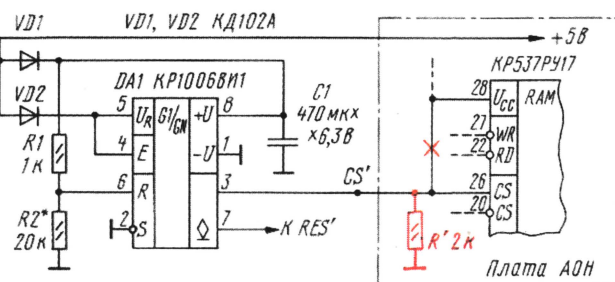 VD1
VD1, VD2 КД102А
+5В
КР537РУ17
DA1 КР1006ВИ1
VD2
5 UR G1/GN +U 8
C1
470 мк×
×6,3В
28 UCC RAM
4 E -U 1
27 WR
22 RD
R1
1к
6 R 3
CS'
26 CS
20 CS
R2*
20к
2 S 7
К RES'
R' 2к
Плата АОН